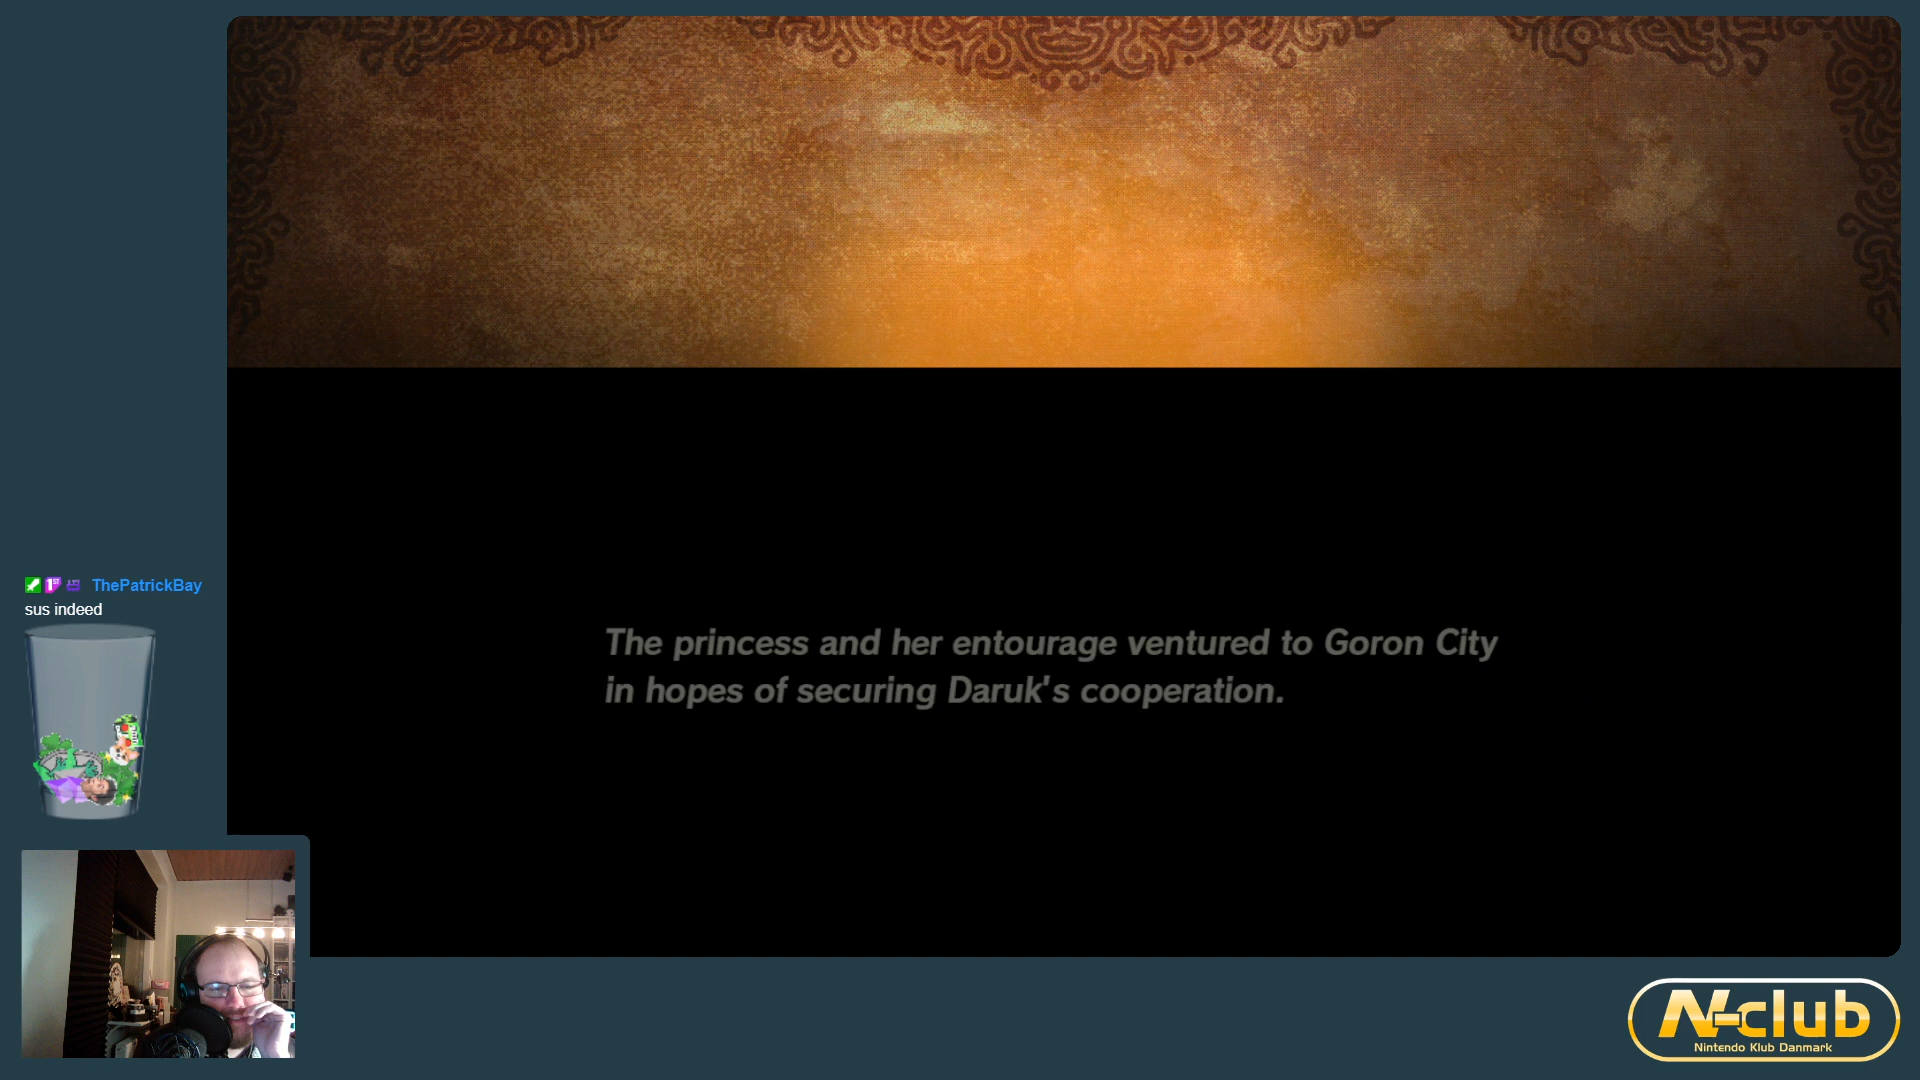 The princess and her entourage ventured to Goron City
in hopes of securing Daruk's cooperation.
1ST ThePatrickBay
sus indeed
N-club
Nintendo Klub Danmark